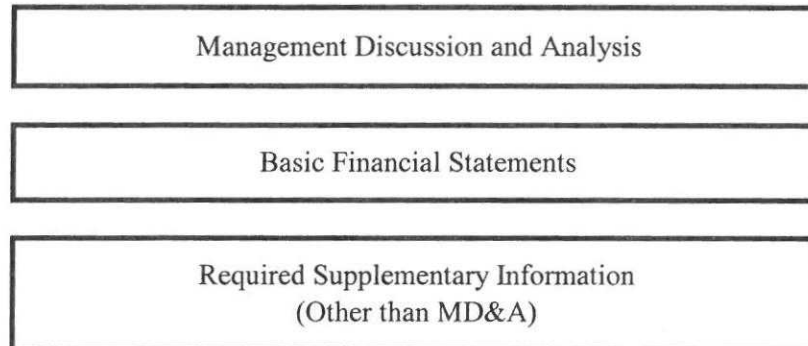 Management Discussion and Analysis
Basic Financial Statements
Required Supplementary Information
(Other than MD&A)